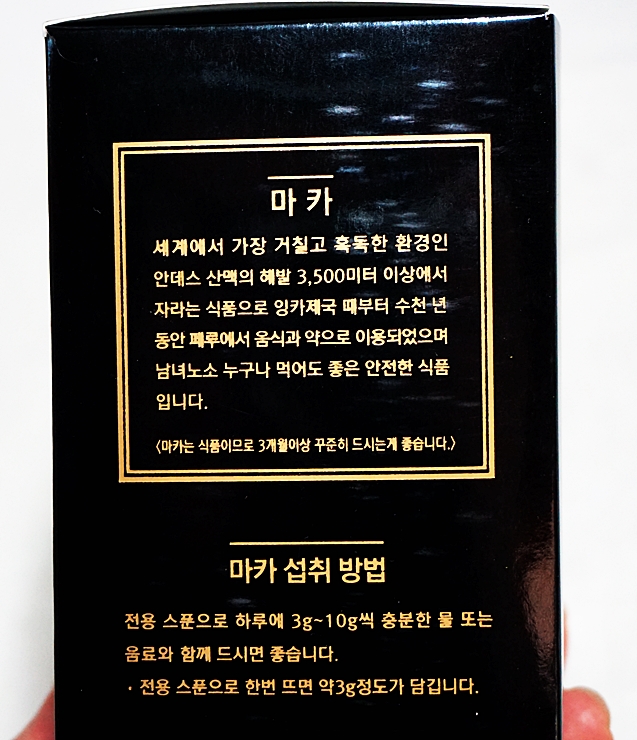 마 카
세계에서 가장 거칠고 혹독한 환경인
안데스 산맥의 해발 3,500미터 이상에서
자라는 식품으로 잉카제국 때부터 수천 년
동안 페루에서 음식과 약으로 이용되었으며
남녀노소 누구나 먹어도 좋은 안전한 식품
입니다.
〈마카는 식품이므로 3개월이상 꾸준히 드시는게 좋습니다.〉
마카 섭취 방법
전용 스푼으로 하루에 3g~10g씩 충분한 물 또는
음료와 함께 드시면 좋습니다.
· 전용 스푼으로 한번 뜨면 약3g정도가 담깁니다.